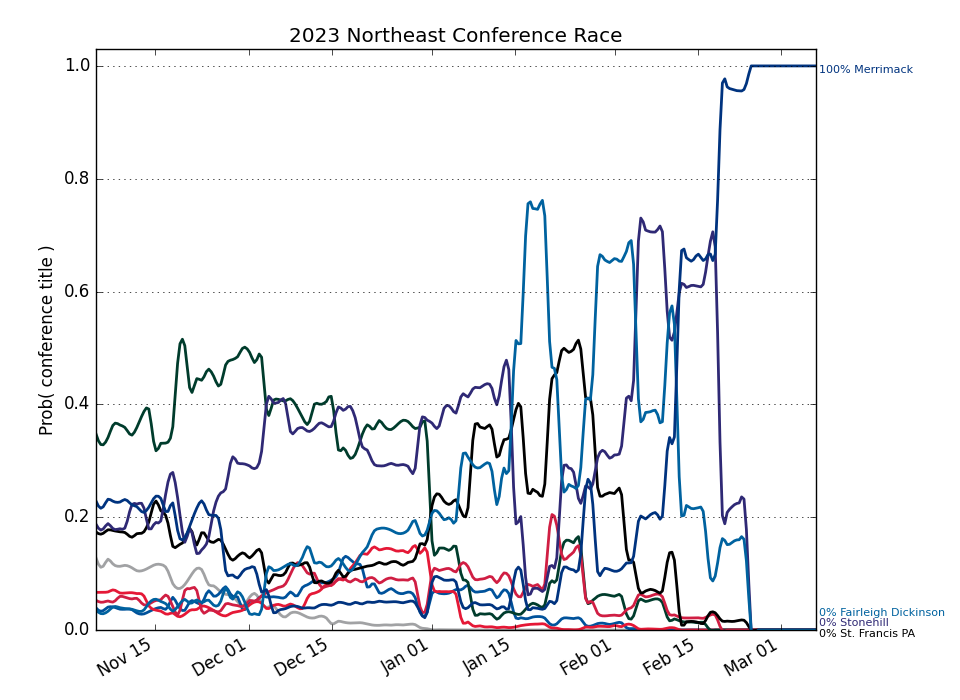 2023 Northeast Conference Race
Prob( conference title )
1.0
0.8
0.6
0.4
0.2
0.0
100% Merrimack
0% Fairleigh Dickinson
0% Stonehill
0% St. Francis PA
Nov 15
Dec 01
Dec 15
Jan 01
Jan 15
Feb 01
Feb 15
Mar 01